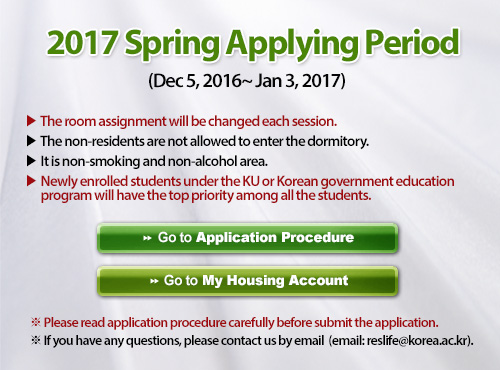 2017 Spring Applying Period
(Dec 5, 2016~ Jan 3, 2017)
▶ The room assignment will be changed each session.
▶ The non-residents are not allowed to enter the dormitory.
▶ It is non-smoking and non-alcohol area.
▶ Newly enrolled students under the KU or Korean government education
program will have the top priority among all the students.
▸▸ Go to Application Procedure
▸▸ Go to My Housing Account
※ Please read application procedure carefully before submit the application.
※ If you have any questions, please contact us by email (email: reslife@korea.ac.kr).